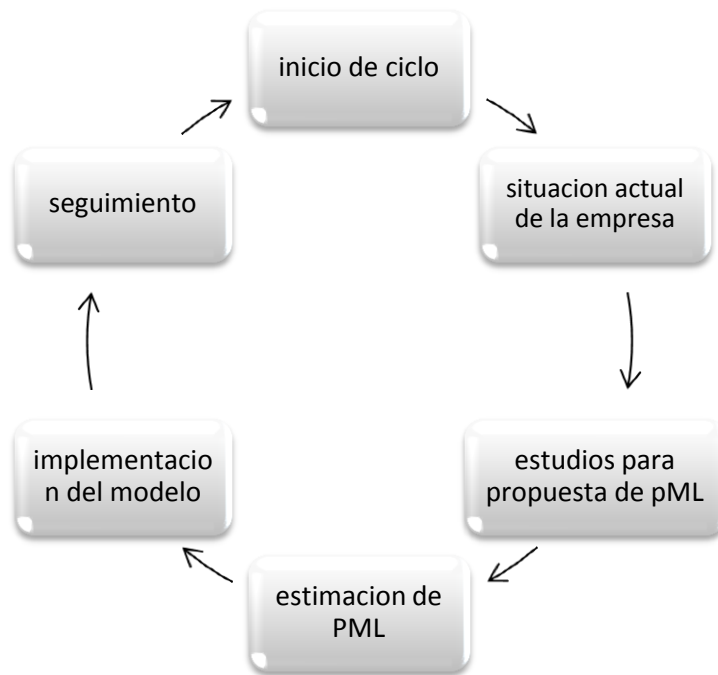 inicio de ciclo
situacion actual
de la empresa
estudios para
propuesta de pML
estimacion de
PML
implementacio
n del modelo
seguimiento